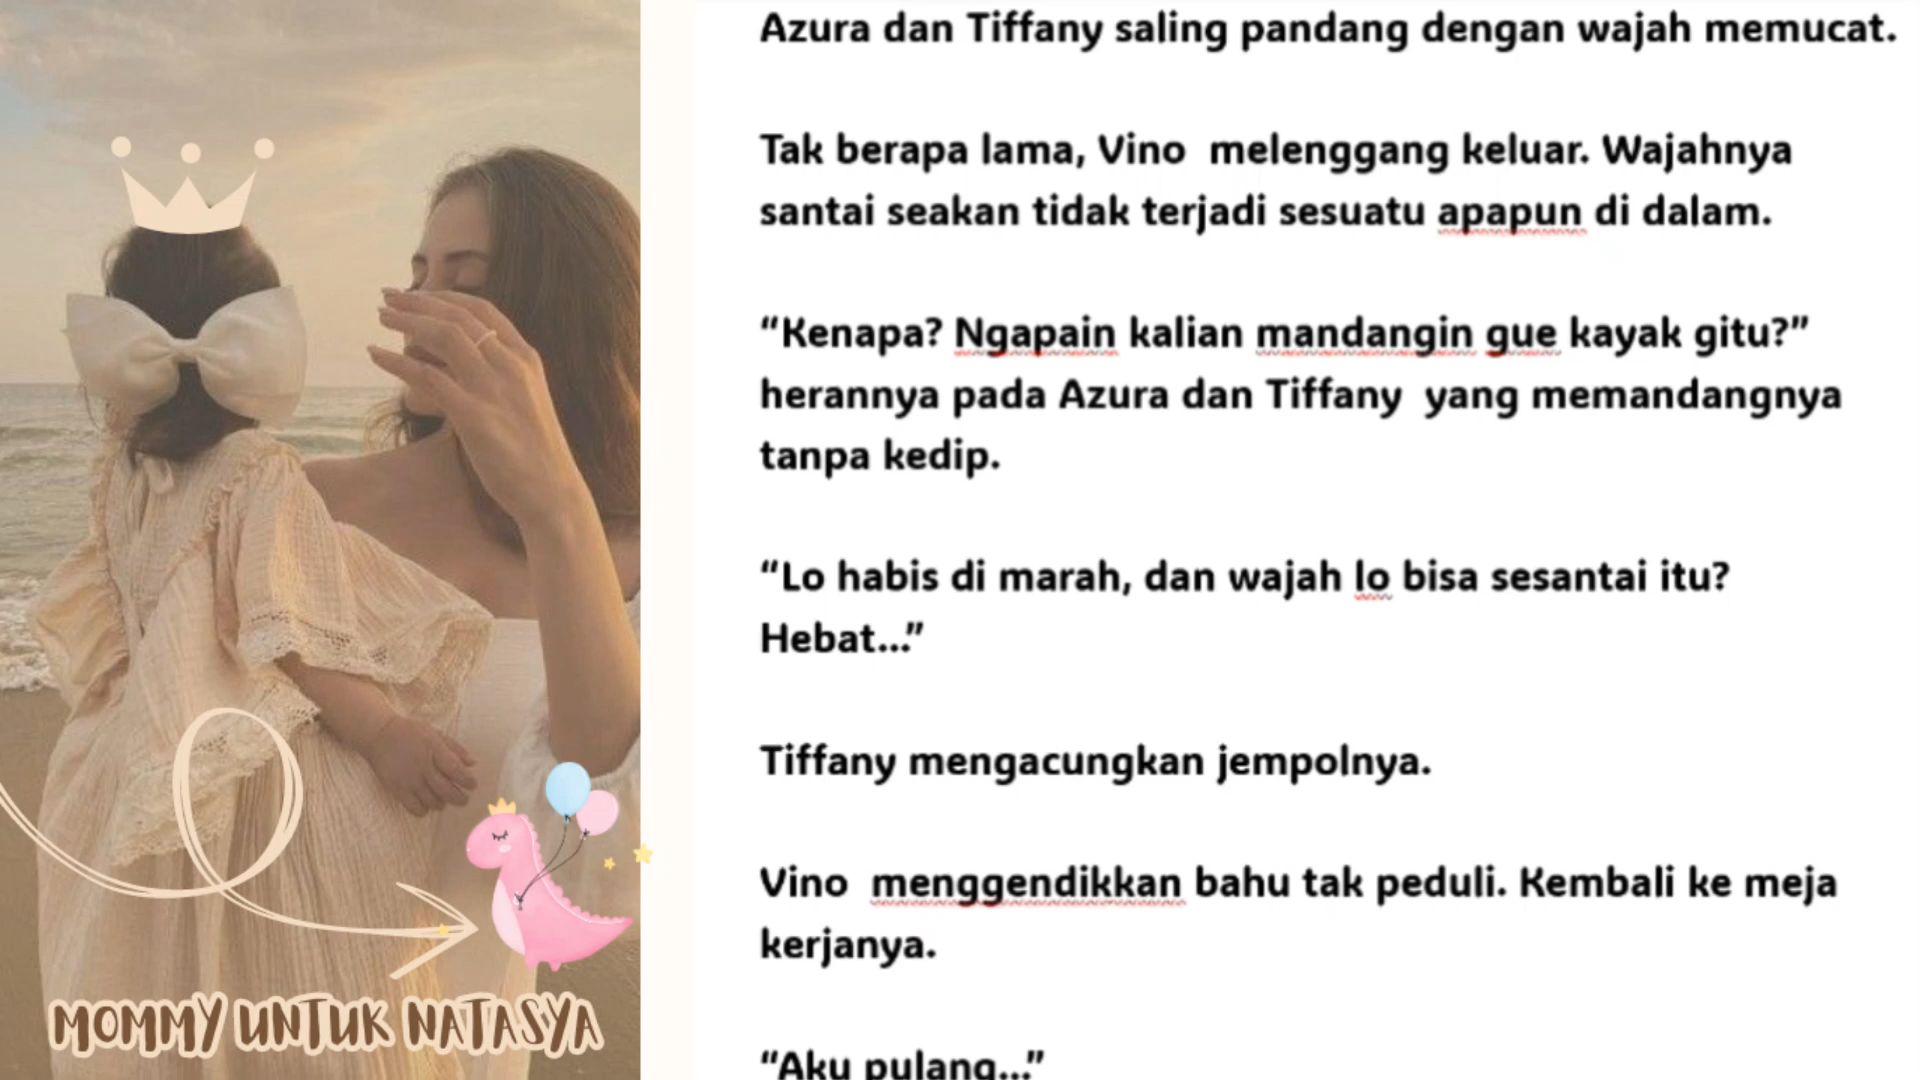 Azura dan Tiffany saling pandang dengan wajah memucat.
Tak berapa lama, Vino melenggang keluar. Wajahnya
santai seakan tidak terjadi sesuatu apapun di dalam.
“Kenapa? Ngapain kalian mandangin gue kayak gitu?”
herannya pada Azura dan Tiffany yang memandangnya
tanpa kedip.
“Lo habis di marah, dan wajah lo bisa sesantai itu?
Hebat...”
Tiffany mengacungkan jempolnya.
Vino menggendikkan bahu tak peduli. Kembali ke meja
kerjanya.
“Aku pulang...”
MOMMY UNTUK NATASYA